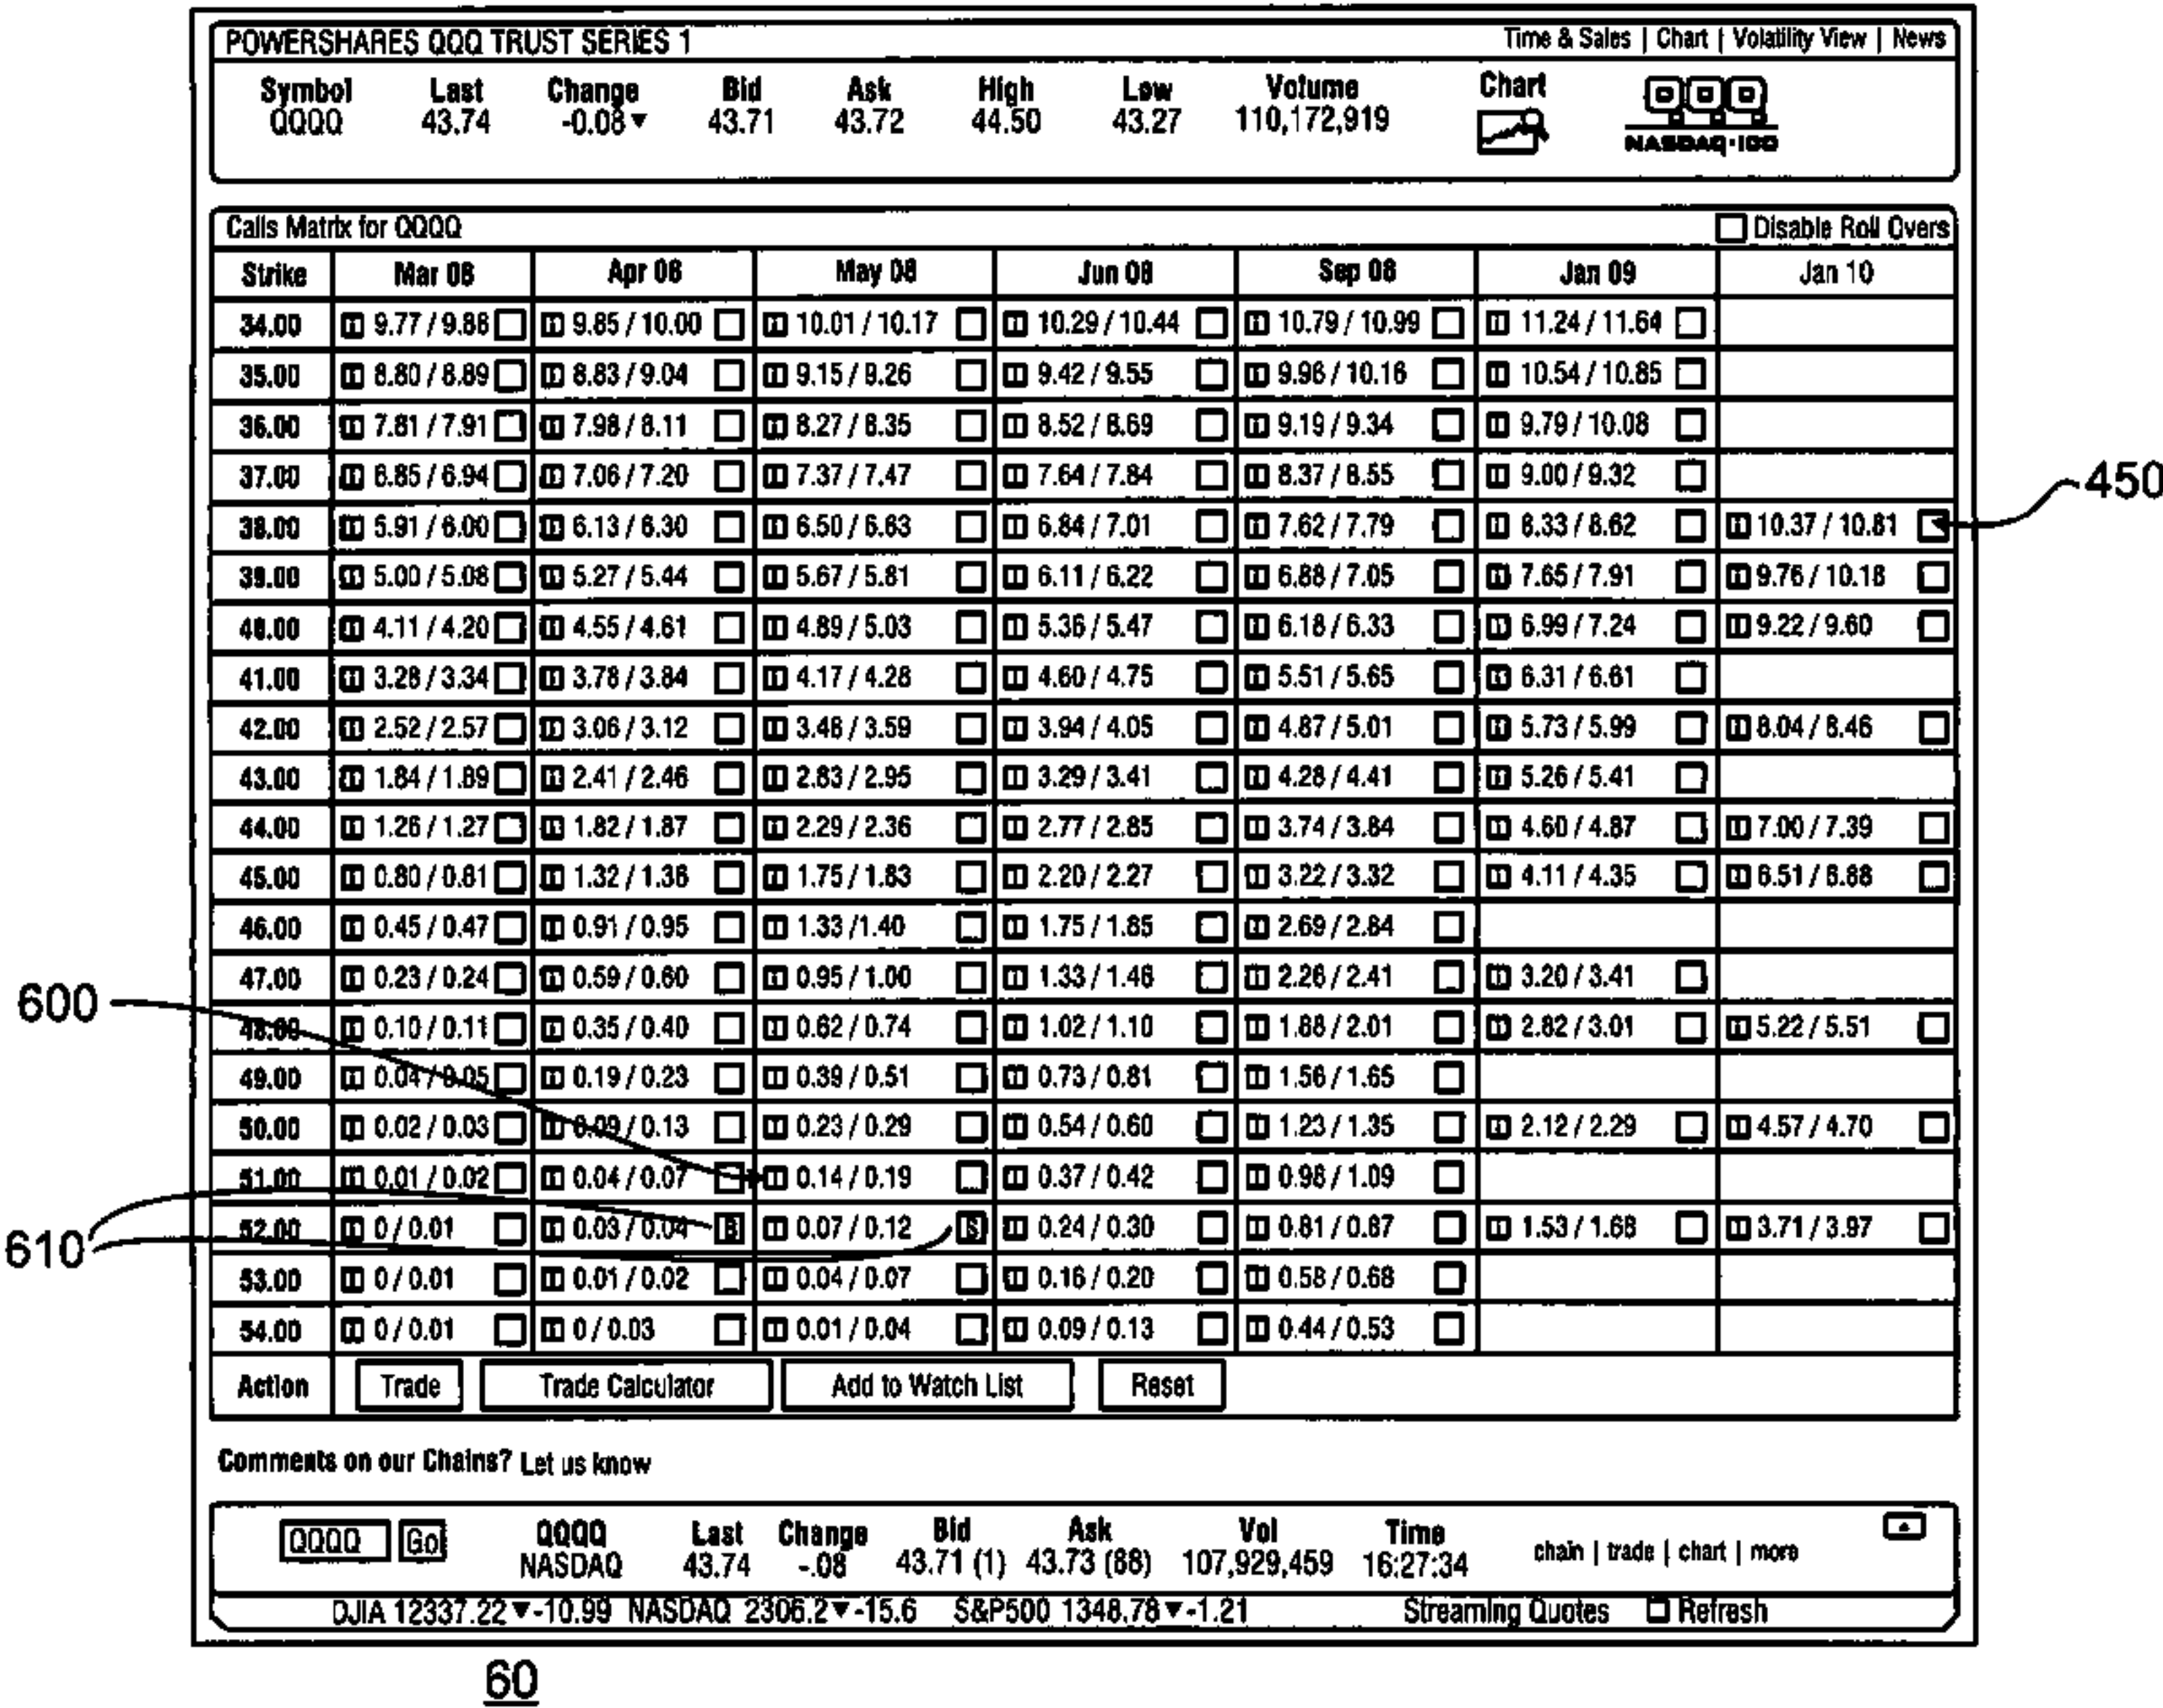 POWERSHARES QQQ TRUST SERIES 1 Time & Sales | Chart | Volatility View | News
Symbol Last Change Bid Ask High Low Volume Chart
QQQQ 43.74 -0.08▼ 43.71 43.72 44.50 43.27 110,172,919
NASDAQ·100
Calls Matrix for QQQQ Disable Roll Overs
Strike Mar 08 Apr 08 May 08 Jun 08 Sep 08 Jan 09 Jan 10
34.00 9.77 / 9.88 9.85 / 10.00 10.01 / 10.17 10.29 / 10.44 10.79 / 10.99 11.24 / 11.64
35.00 8.80 / 8.89 8.83 / 9.04 9.15 / 9.26 9.42 / 9.55 9.96 / 10.16 10.54 / 10.85
36.00 7.81 / 7.91 7.98 / 8.11 8.27 / 8.35 8.52 / 8.69 9.19 / 9.34 9.79 / 10.08
37.00 6.85 / 6.94 7.06 / 7.20 7.37 / 7.47 7.64 / 7.84 8.37 / 8.55 9.00 / 9.32
450
38.00 5.91 / 6.00 6.13 / 6.30 6.50 / 6.63 6.84 / 7.01 7.62 / 7.79 8.33 / 8.62 10.37 / 10.81
39.00 5.00 / 5.08 5.27 / 5.44 5.67 / 5.81 6.11 / 6.22 6.88 / 7.05 7.65 / 7.91 9.76 / 10.18
40.00 4.11 / 4.20 4.55 / 4.61 4.89 / 5.03 5.36 / 5.47 6.18 / 6.33 6.99 / 7.24 9.22 / 9.60
41.00 3.28 / 3.34 3.78 / 3.84 4.17 / 4.28 4.60 / 4.75 5.51 / 5.65 6.31 / 6.61
42.00 2.52 / 2.57 3.06 / 3.12 3.48 / 3.59 3.94 / 4.05 4.87 / 5.01 5.73 / 5.99 8.04 / 8.46
43.00 1.84 / 1.89 2.41 / 2.46 2.83 / 2.95 3.29 / 3.41 4.28 / 4.41 5.26 / 5.41
44.00 1.26 / 1.27 1.82 / 1.87 2.29 / 2.36 2.77 / 2.85 3.74 / 3.84 4.60 / 4.87 7.00 / 7.39
45.00 0.80 / 0.81 1.32 / 1.36 1.75 / 1.83 2.20 / 2.27 3.22 / 3.32 4.11 / 4.35 6.51 / 6.88
46.00 0.45 / 0.47 0.91 / 0.95 1.33 /1.40 1.75 / 1.85 2.69 / 2.84
47.00 0.23 / 0.24 0.59 / 0.60 0.95 / 1.00 1.33 / 1.46 2.26 / 2.41 3.20 / 3.41
600
48.00 0.10 / 0.11 0.35 / 0.40 0.62 / 0.74 1.02 / 1.10 1.88 / 2.01 2.82 / 3.01 5.22 / 5.51
49.00 0.04 / 0.05 0.19 / 0.23 0.39 / 0.51 0.73 / 0.81 1.56 / 1.65
50.00 0.02 / 0.03 0.09 / 0.13 0.23 / 0.29 0.54 / 0.60 1.23 / 1.35 2.12 / 2.29 4.57 / 4.70
51.00 0.01 / 0.02 0.04 / 0.07 0.14 / 0.19 0.37 / 0.42 0.98 / 1.09
610
52.00 0 / 0.01 0.03 / 0.04 B 0.07 / 0.12 S 0.24 / 0.30 0.81 / 0.87 1.53 / 1.68 3.71 / 3.97
53.00 0 / 0.01 0.01 / 0.02 0.04 / 0.07 0.16 / 0.20 0.58 / 0.68
54.00 0 / 0.01 0 / 0.03 0.01 / 0.04 0.09 / 0.13 0.44 / 0.53
Action Trade Trade Calculator Add to Watch List Reset
Comments on our Chains? Let us know
QQQQ Go QQQQ Last Change Bid Ask Vol Time chain | trade | chart | more
NASDAQ 43.74 -.08 43.71 (1) 43.73 (88) 107,929,459 16:27:34
DJIA 12337.22▼-10.99 NASDAQ 2306.2▼-15.6 S&P500 1348.78▼-1.21 Streaming Quotes Refresh
60